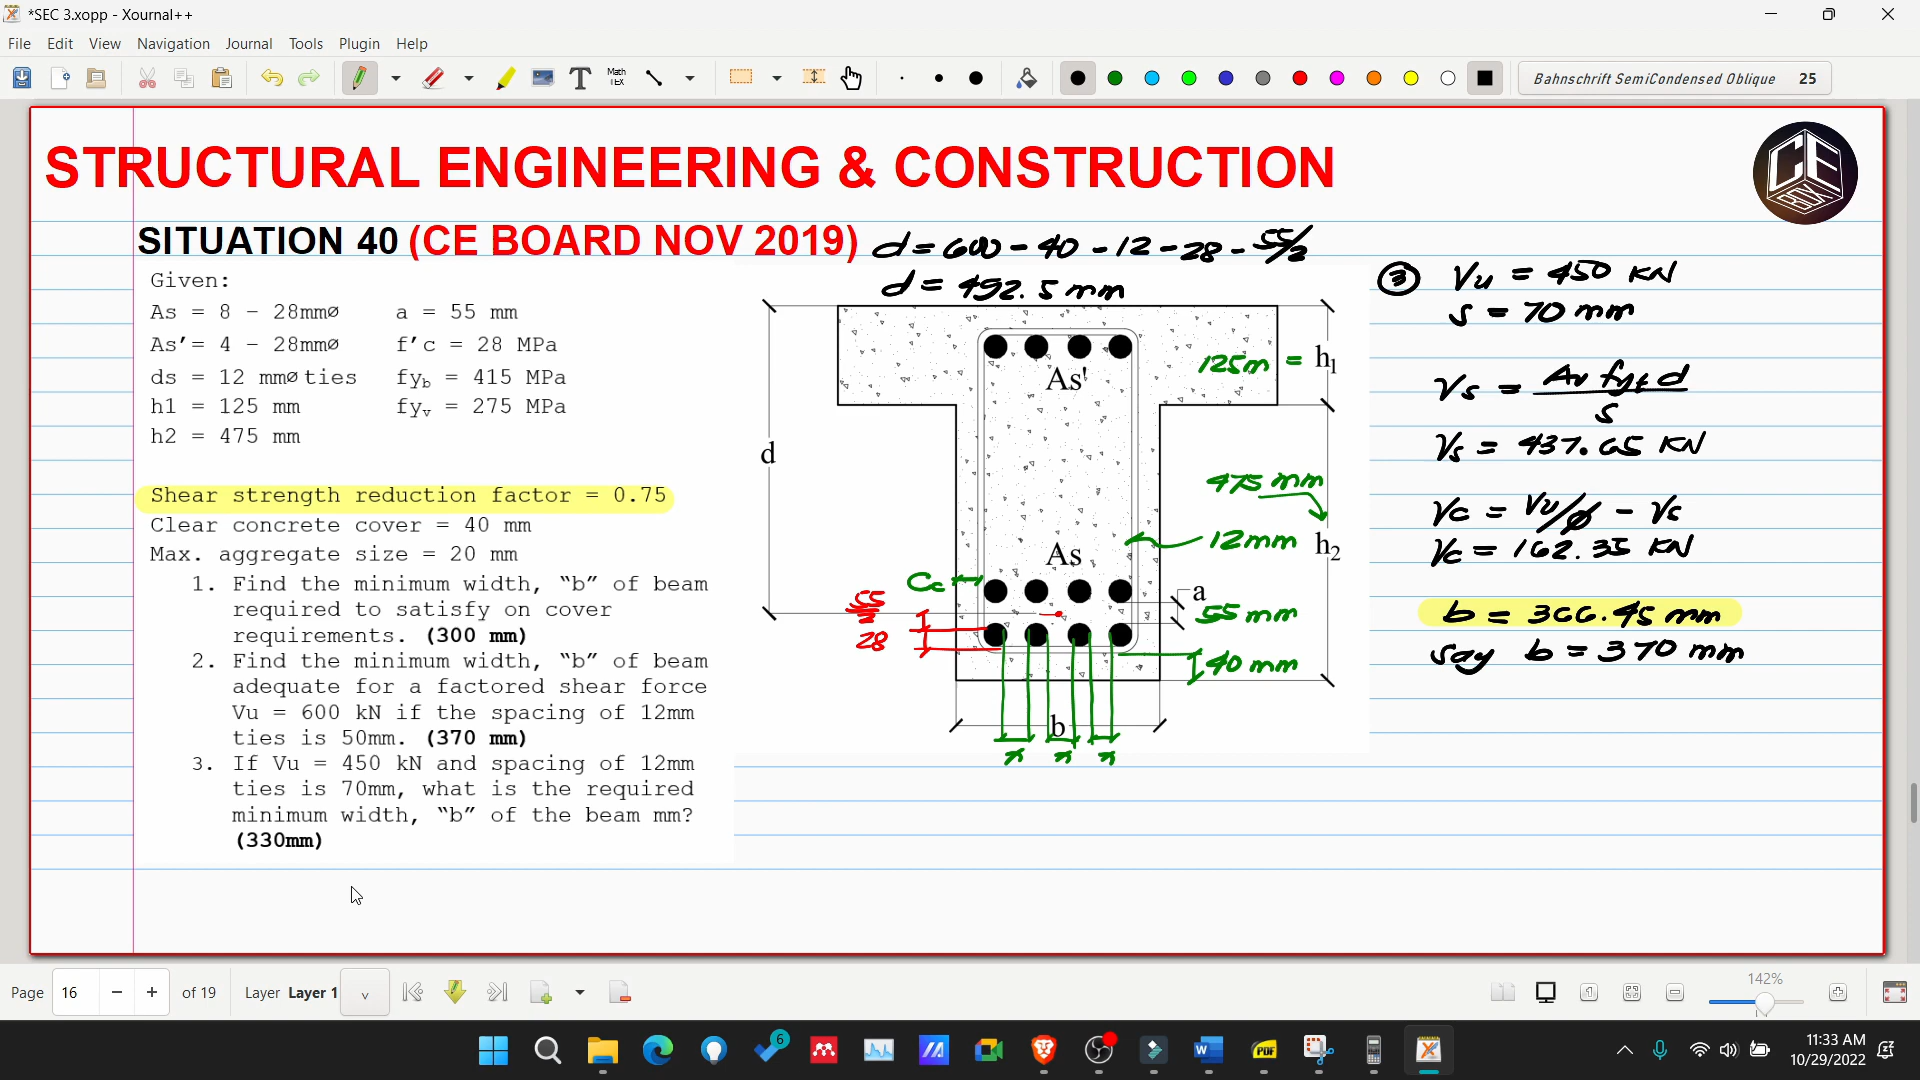 *SEC 3.xopp - Xournal++
File Edit View Navigation Journal Tools Plugin Help
Math
TEX
Bahnschrift SemiCondensed Oblique 25
STRUCTURAL ENGINEERING & CONSTRUCTION
CE
BOX
SITUATION 40 (CE BOARD NOV 2019)
d = 600 - 40 - 12 - 28 - 55/2
d = 492.5 mm
Given:
As = 8 - 28mmø a = 55 mm
As'= 4 - 28mmø f'c = 28 MPa
ds = 12 mmø ties fyb = 415 MPa
h1 = 125 mm fyv = 275 MPa
h2 = 475 mm
Shear strength reduction factor = 0.75
Clear concrete cover = 40 mm
Max. aggregate size = 20 mm
1. Find the minimum width, “b” of beam
required to satisfy on cover
requirements. (300 mm)
2. Find the minimum width, “b” of beam
adequate for a factored shear force
Vu = 600 kN if the spacing of 12mm
ties is 50mm. (370 mm)
3. If Vu = 450 kN and spacing of 12mm
ties is 70mm, what is the required
minimum width, “b” of the beam mm?
(330mm)
d
As'
125m = h1
475 mm
12mm h2
As
Cc
a
55/2
55 mm
28
40 mm
b
x x x
③ Vu = 450 KN
s = 70 mm
Vs = Av fyt d / s
Vs = 437.65 KN
Vc = Vu/ø - Vs
Vc = 162.35 KN
b = 366.45 mm
say b = 370 mm
Page 16 of 19 Layer Layer 1 142%
6
PDF
11:33 AM
10/29/2022